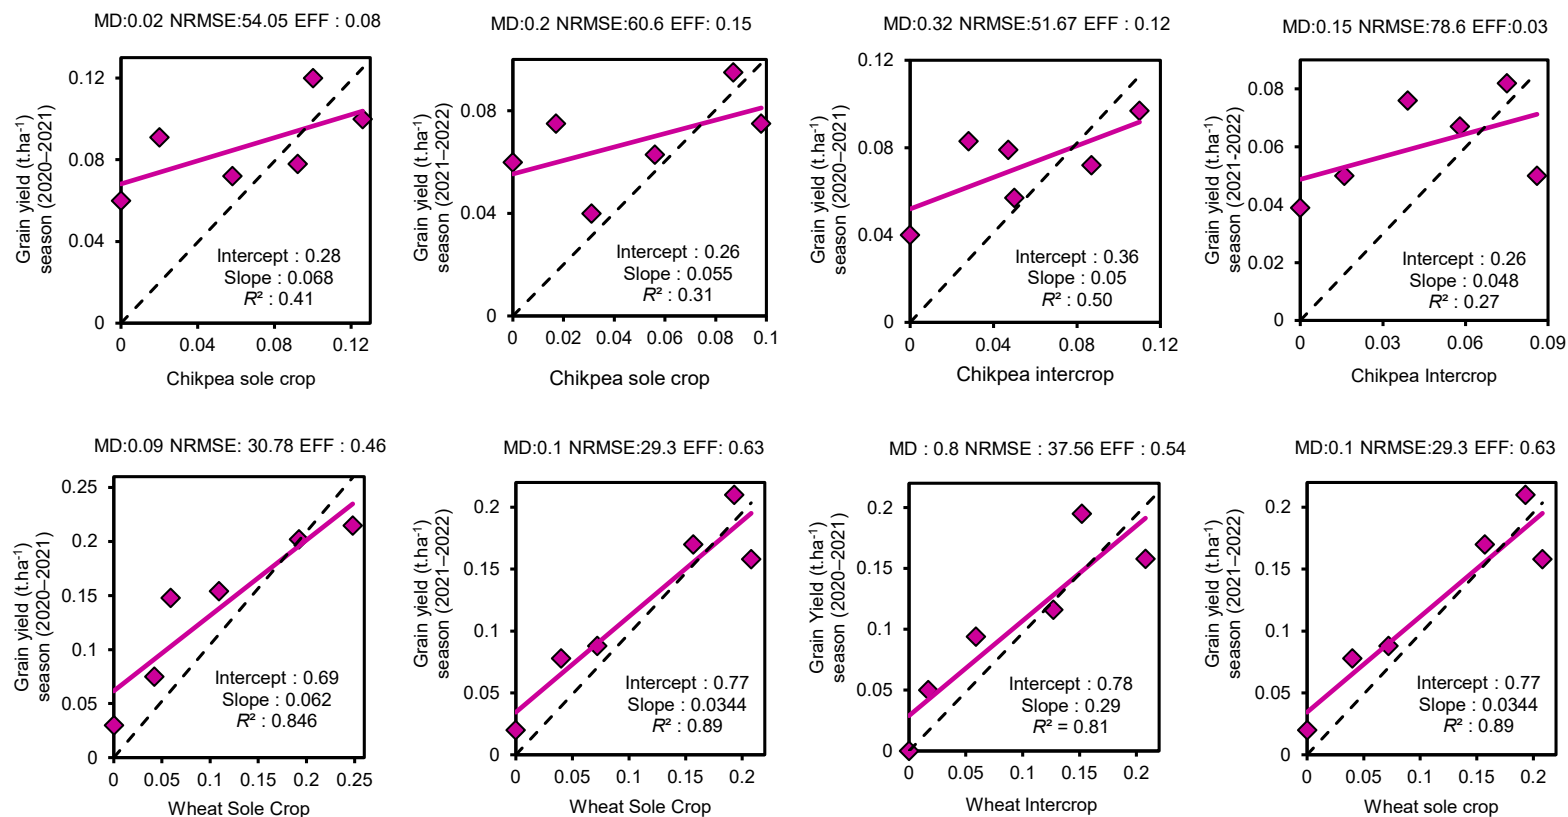 MD:0.02 NRMSE:54.05 EFF : 0.08
Grain yield (t.ha⁻¹)
season (2020–2021)
0.12
0.08
0.04
0
Intercept : 0.28
Slope : 0.068
R² : 0.41
0 0.04 0.08 0.12
Chikpea sole crop
MD:0.2 NRMSE:60.6 EFF: 0.15
Grain yield (t.ha⁻¹)
season (2021–2022)
0.08
0.04
0
Intercept : 0.26
Slope : 0.055
R² : 0.31
0 0.02 0.04 0.06 0.08 0.1
Chikpea sole crop
MD:0.32 NRMSE:51.67 EFF : 0.12
Grain yield (t.ha⁻¹)
season (2020–2021)
0.12
0.08
0.04
0
Intercept : 0.36
Slope : 0.05
R² : 0.50
0 0.04 0.08 0.12
Chikpea intercrop
MD:0.15 NRMSE:78.6 EFF:0.03
Grain yield (t.ha⁻¹)
season (2021-2022)
0.08
0.06
0.04
0.02
0
Intercept : 0.26
Slope : 0.048
R² : 0.27
0 0.03 0.06 0.09
Chikpea Intercrop
MD:0.09 NRMSE: 30.78 EFF : 0.46
Grain yield (t.ha⁻¹)
season (2020–2021)
0.25
0.2
0.15
0.1
0.05
0
Intercept : 0.69
Slope : 0.062
R² : 0.846
0 0.05 0.1 0.15 0.2 0.25
Wheat Sole Crop
MD:0.1 NRMSE:29.3 EFF: 0.63
Grain yield (t.ha⁻¹)
season (2021–2022)
0.2
0.15
0.1
0.05
0
Intercept : 0.77
Slope : 0.0344
R² : 0.89
0 0.05 0.1 0.15 0.2
Wheat Sole Crop
MD : 0.8 NRMSE : 37.56 EFF : 0.54
Grain Yield (t.ha⁻¹)
season (2020–2021)
0.2
0.15
0.1
0.05
0
Intercept : 0.78
Slope : 0.29
R² = 0.81
0 0.05 0.1 0.15 0.2
Wheat Intercrop
MD:0.1 NRMSE:29.3 EFF: 0.63
Grain yield (t.ha⁻¹)
season (2021–2022)
0.2
0.15
0.1
0.05
0
Intercept : 0.77
Slope : 0.0344
R² : 0.89
0 0.05 0.1 0.15 0.2
Wheat sole crop